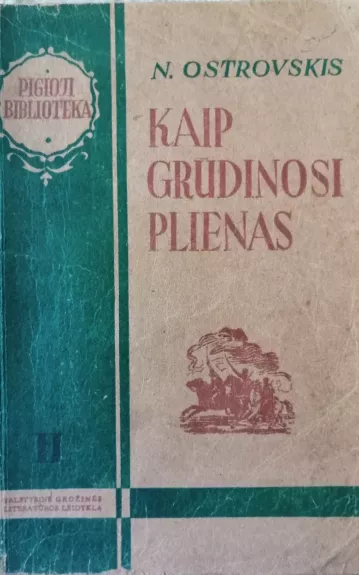 PIGIOJI
BIBLIOTEKA
N. OSTROVSKIS
KAIP
GRŪDINOSI
PLIENAS
II
VALSTYBINĖ GROŽINĖS
LITERATŪROS LEIDYKLA